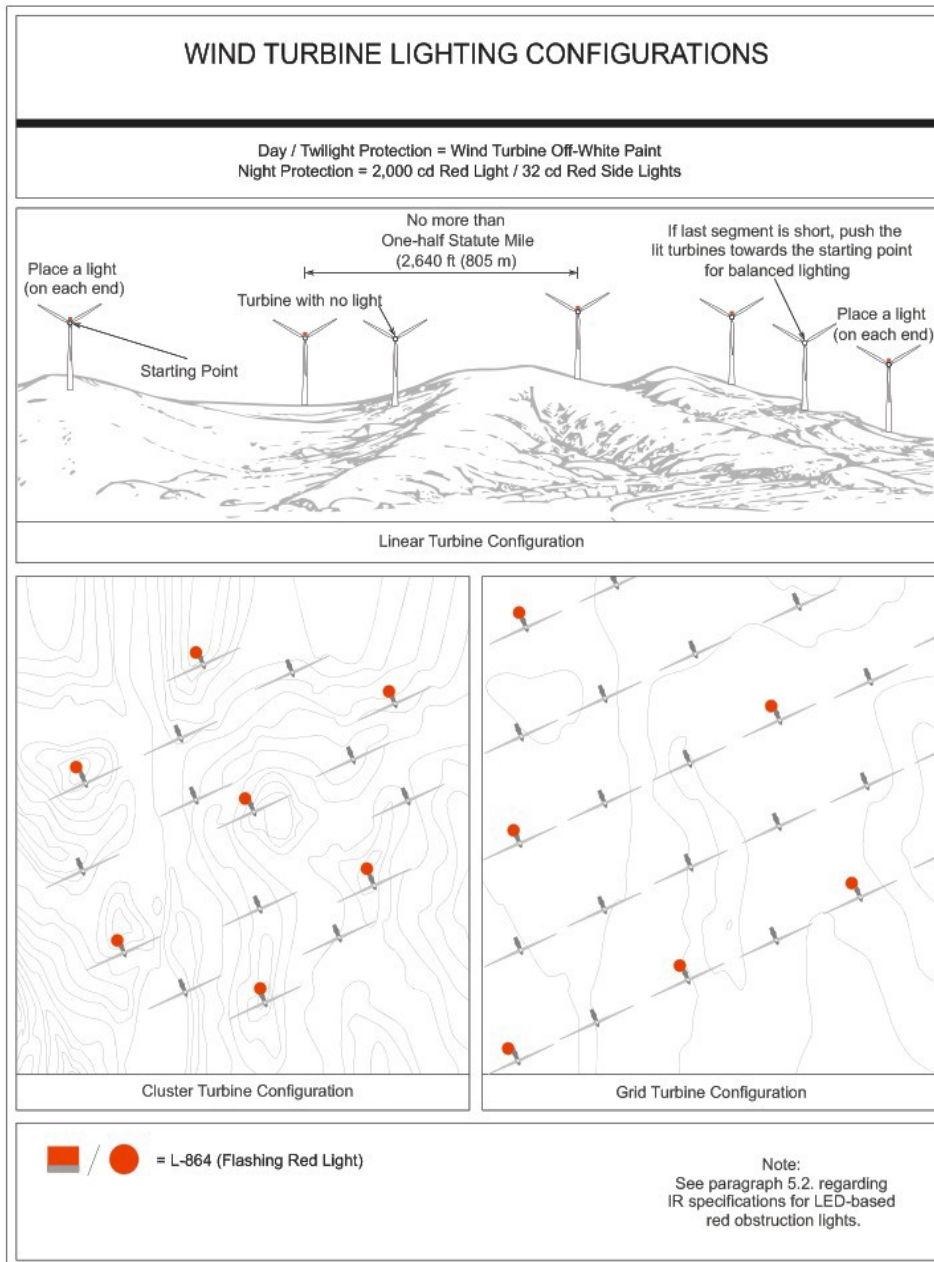 WIND TURBINE LIGHTING CONFIGURATIONS
Day / Twilight Protection = Wind Turbine Off-White Paint
Night Protection = 2,000 cd Red Light / 32 cd Red Side Lights
Place a light
(on each end)
Starting Point
No more than
One-half Statute Mile
(2,640 ft (805 m)
Turbine with no light
If last segment is short, push the
lit turbines towards the starting point
for balanced lighting
Place a light
(on each end)
Linear Turbine Configuration
Cluster Turbine Configuration
Grid Turbine Configuration
/ = L-864 (Flashing Red Light)
Note:
See paragraph 5.2. regarding
IR specifications for LED-based
red obstruction lights.